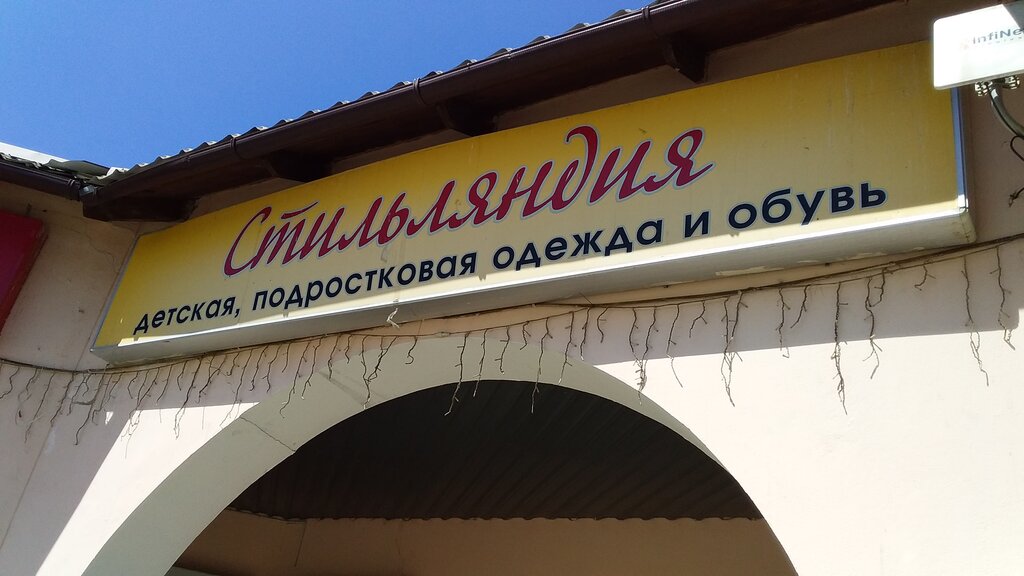 Стильляндия
детская, подростковая одежда и обувь